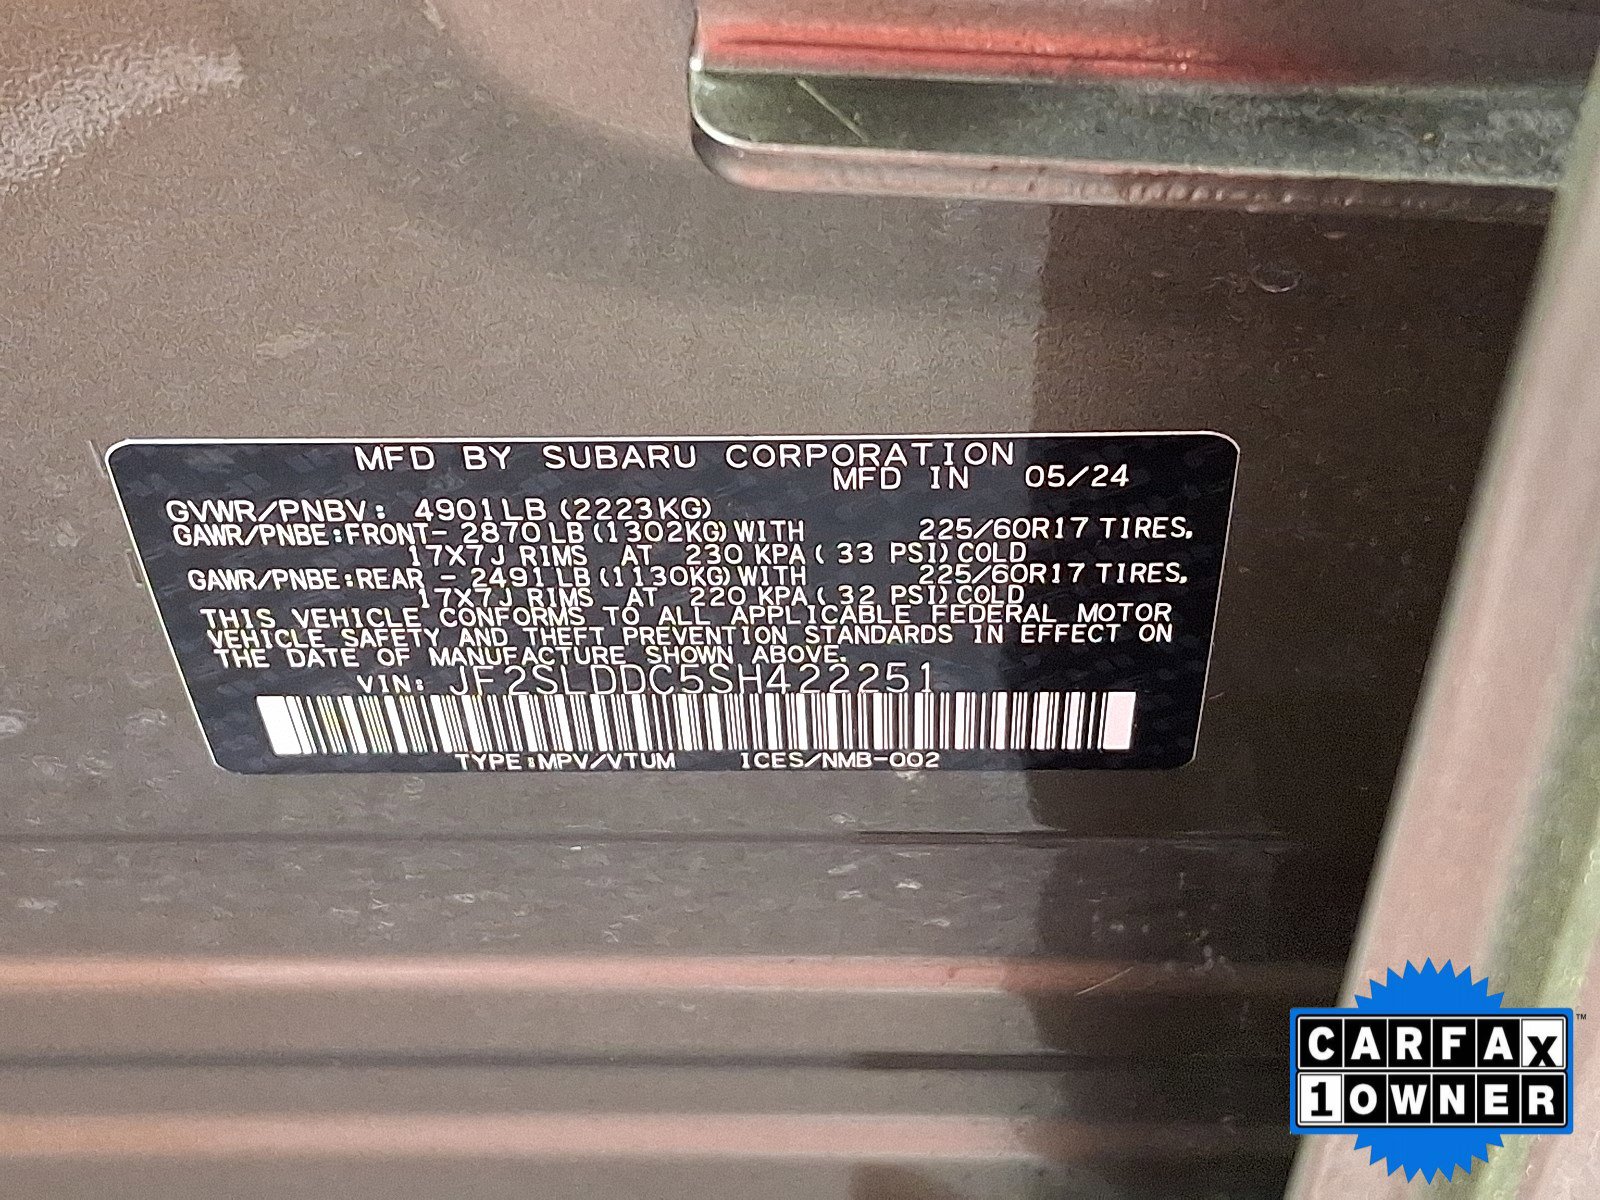 MFD BY SUBARU CORPORATION
MFD IN 05/24
GVWR/PNBV: 4901LB (2223KG)
GAWR/PNBE:FRONT- 2870LB (1302KG) WITH 225/60R17 TIRES,
17X7J RIMS AT 230 KPA ( 33 PSI) COLD
GAWR/PNBE:REAR - 2491LB (1130KG) WITH 225/60R17 TIRES,
17X7J RIMS AT 220 KPA ( 32 PSI) COLD
THIS VEHICLE CONFORMS TO ALL APPLICABLE FEDERAL MOTOR
VEHICLE SAFETY AND THEFT PREVENTION STANDARDS IN EFFECT ON
THE DATE OF MANUFACTURE SHOWN ABOVE.
VIN: JF2SLDDC5SH422251
TYPE:MPV/VTUM ICES/NMB-002
CARFAX™
1 OWNER